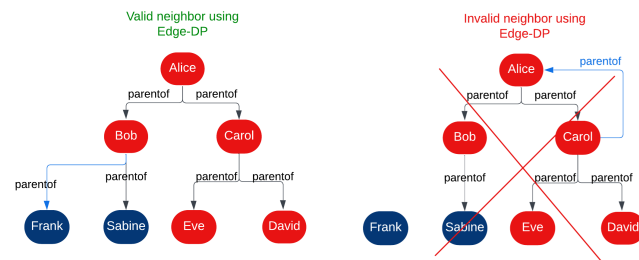 Valid neighbor using
Edge-DP
Alice
parentof
parentof
Bob
Carol
parentof
parentof
parentof
parentof
Frank
Sabine
Eve
David
Invalid neighbor using
Edge-DP
parentof
Alice
parentof
parentof
Bob
Carol
parentof
parentof
parentof
Frank
Sabine
Eve
David